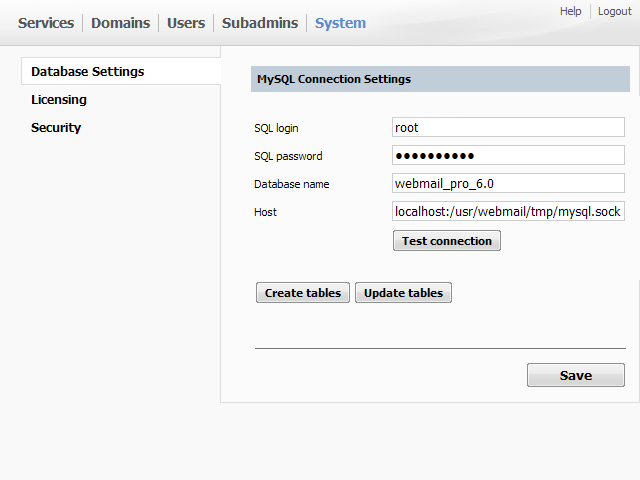 Help Logout
Services Domains Users Subadmins System
Database Settings
Licensing
Security
MySQL Connection Settings
SQL login root
SQL password ●●●●●●●●●●
Database name webmail_pro_6.0
Host localhost:/usr/webmail/tmp/mysql.sock
Test connection
Create tables Update tables
Save